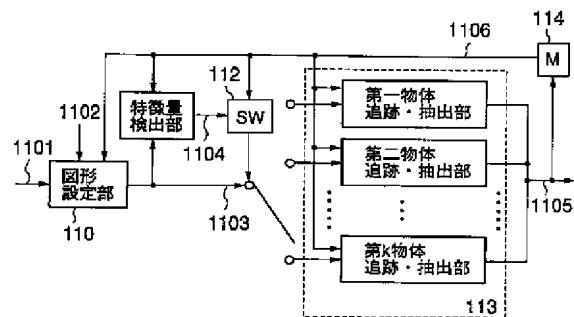 1106
114
M
112
第一物体
追跡・抽出部
1102
特徴量
検出部
SW
1104
1101
第二物体
追跡・抽出部
図形
設定部
110
1103
1105
第k物体
追跡・抽出部
113